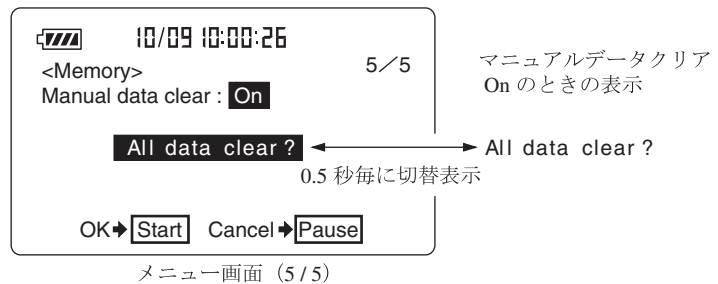 10/09 10:00:26
<Memory>
5／5
Manual data clear : On
マニュアルデータクリア
On のときの表示
All data clear ?
All data clear ?
0.5 秒毎に切替表示
OK Start Cancel Pause
メニュー画面（5 / 5）